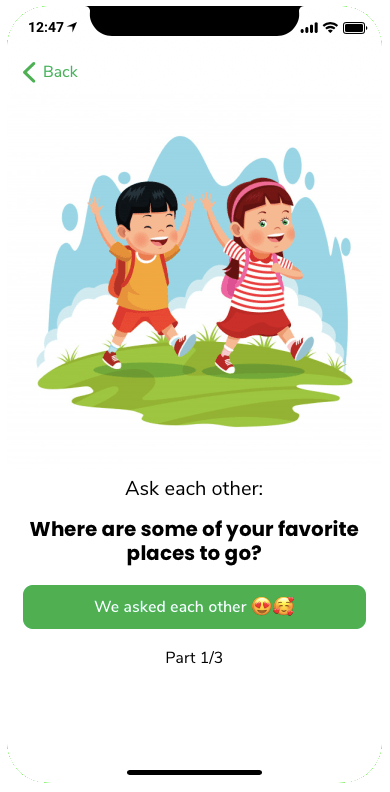 12:47
Back
Ask each other:
Where are some of your favorite
places to go?
We asked each other 😍🥰
Part 1/3